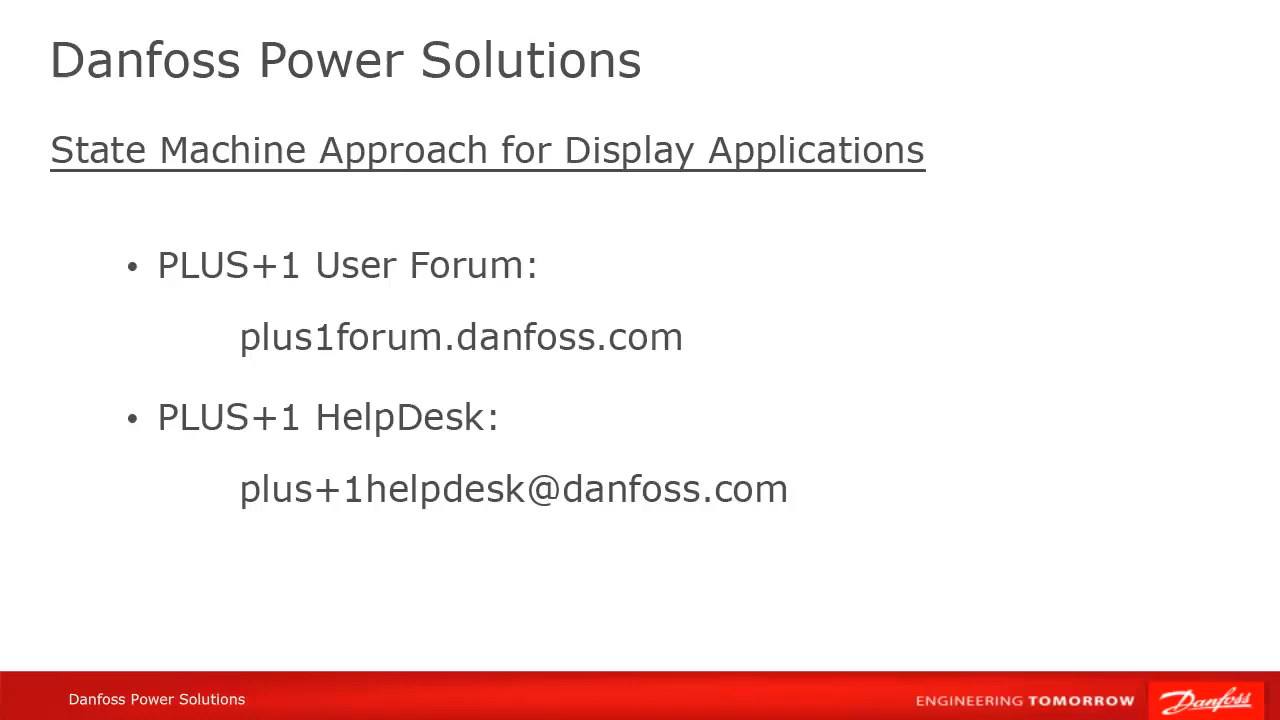 Danfoss Power Solutions
State Machine Approach for Display Applications
• PLUS+1 User Forum:
plus1forum.danfoss.com
• PLUS+1 HelpDesk:
plus+1helpdesk@danfoss.com
Danfoss Power Solutions
ENGINEERING TOMORROW
Danfoss